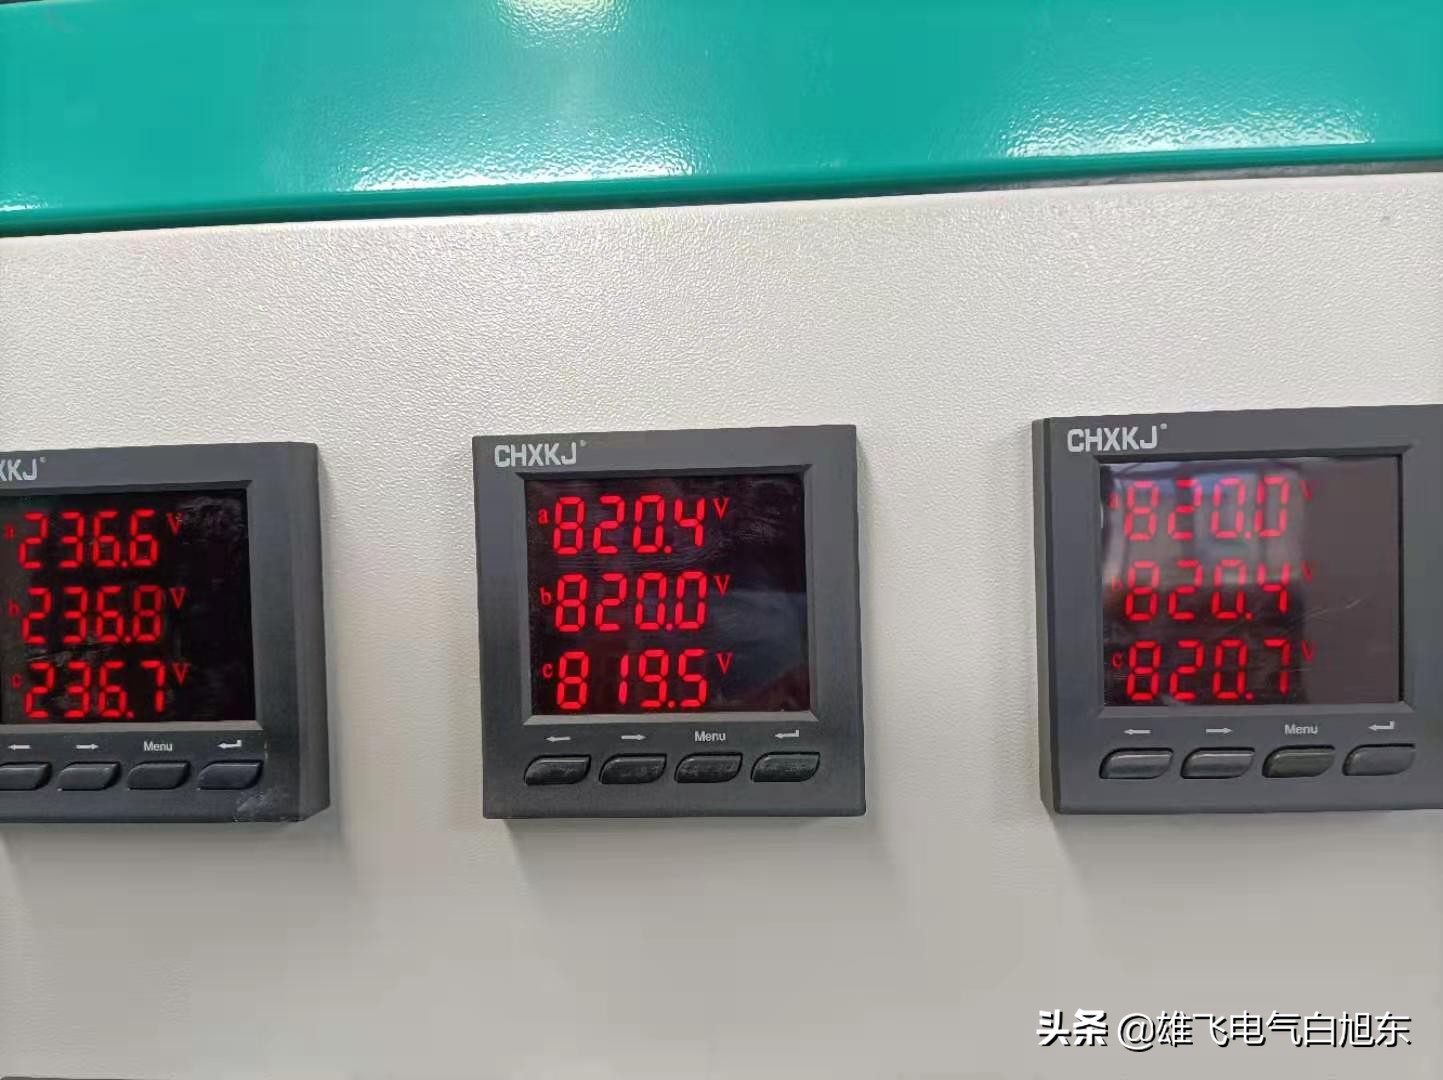 XKJ
a 236.6 V
b 236.8 V
c 236.7 V
Menu
CHXKJ
a 820.4 V
b 820.0 V
c 819.5 V
Menu
CHXKJ
a 820.0 V
b 820.4 V
c 820.7 V
Menu
头条 @雄飞电气白旭东